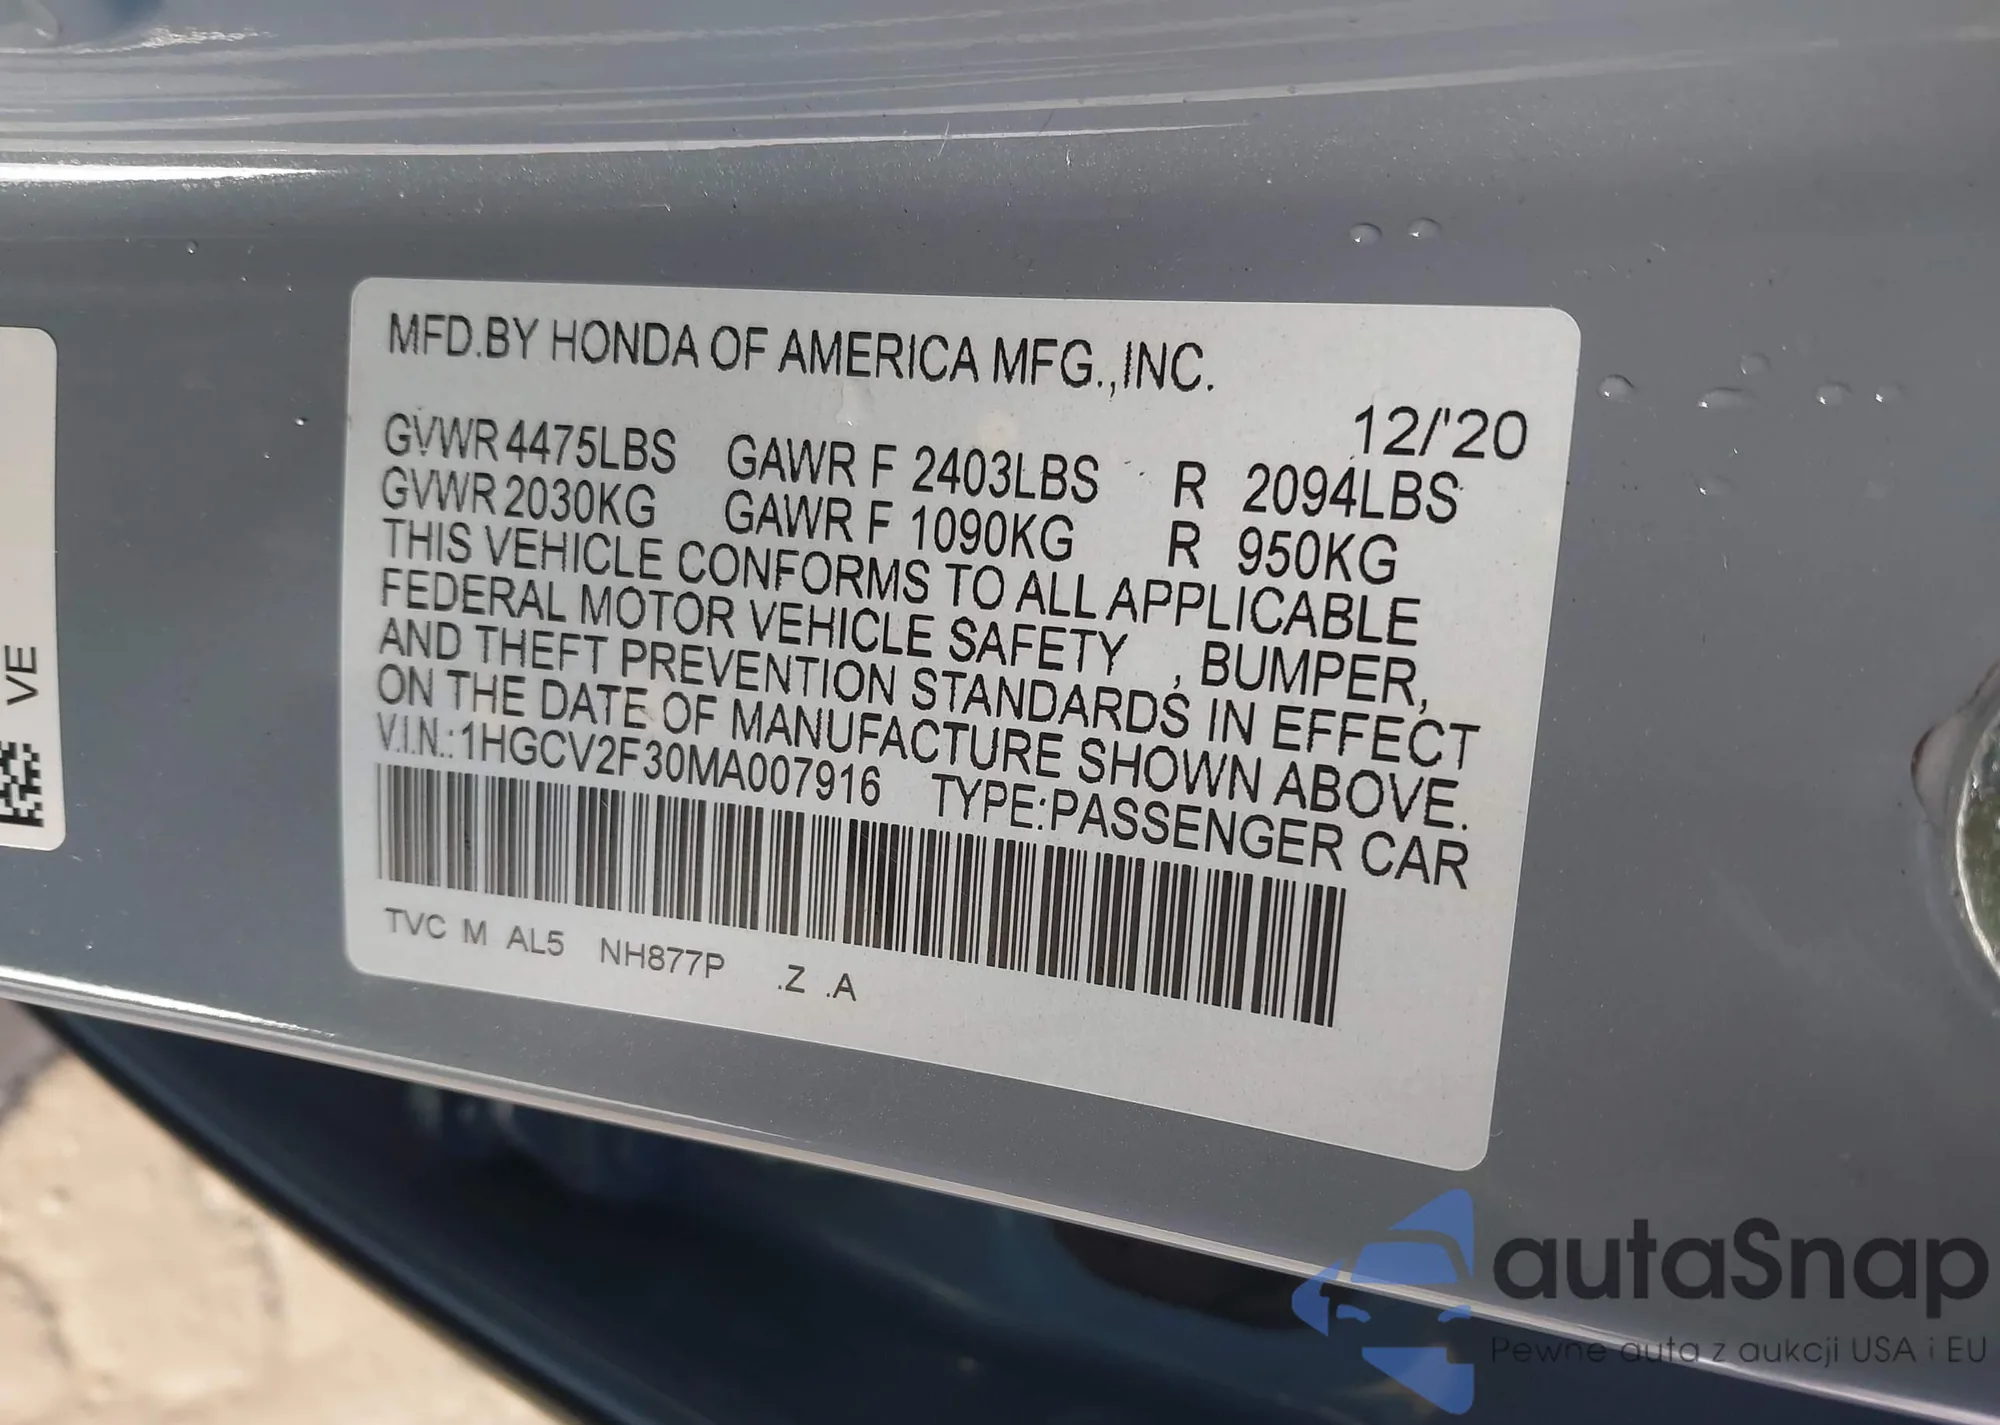 MFD.BY HONDA OF AMERICA MFG.,INC.
12/'20
GVWR 4475LBS GAWR F 2403LBS R 2094LBS
GVWR 2030KG GAWR F 1090KG R 950KG
THIS VEHICLE CONFORMS TO ALL APPLICABLE
FEDERAL MOTOR VEHICLE SAFETY , BUMPER,
AND THEFT PREVENTION STANDARDS IN EFFECT
ON THE DATE OF MANUFACTURE SHOWN ABOVE.
V.I.N.:1HGCV2F30MA007916 TYPE:PASSENGER CAR
TVC M AL5 NH877P .Z .A
VE
autaSnap
Pewne auta z aukcji USA i EU